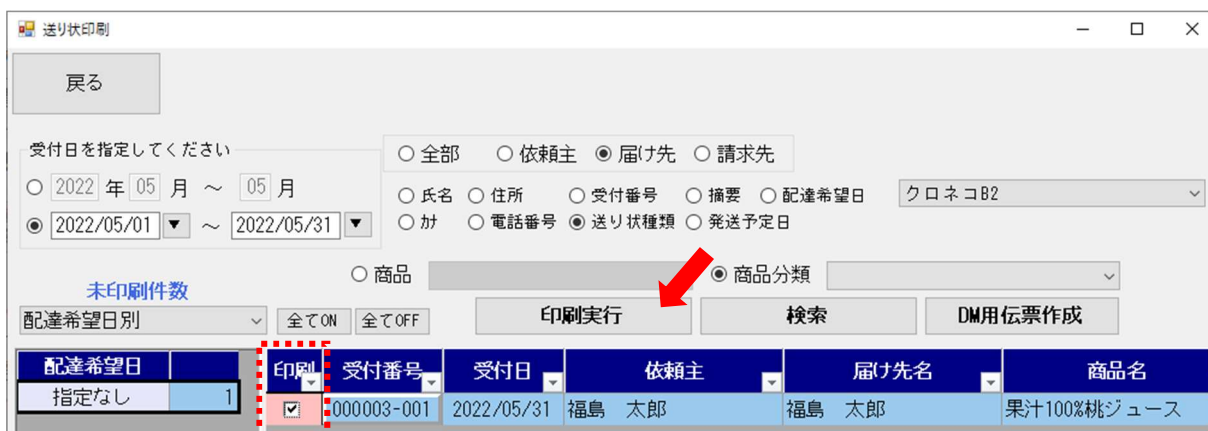 送り状印刷
戻る
受付日を指定してください
全部 依頼主 届け先 請求先
2022 年 05 月 ～ 05 月
氏名 住所 受付番号 摘要 配達希望日 クロネコB2
2022/05/01 ～ 2022/05/31
カナ 電話番号 送り状種類 発送予定日
商品 商品分類
未印刷件数
配達希望日別 全てON 全てOFF 印刷実行 検索 DM用伝票作成
配達希望日 印刷 受付番号 受付日 依頼主 届け先名 商品名
指定なし 1 000003-001 2022/05/31 福島 太郎 福島 太郎 果汁100%桃ジュース